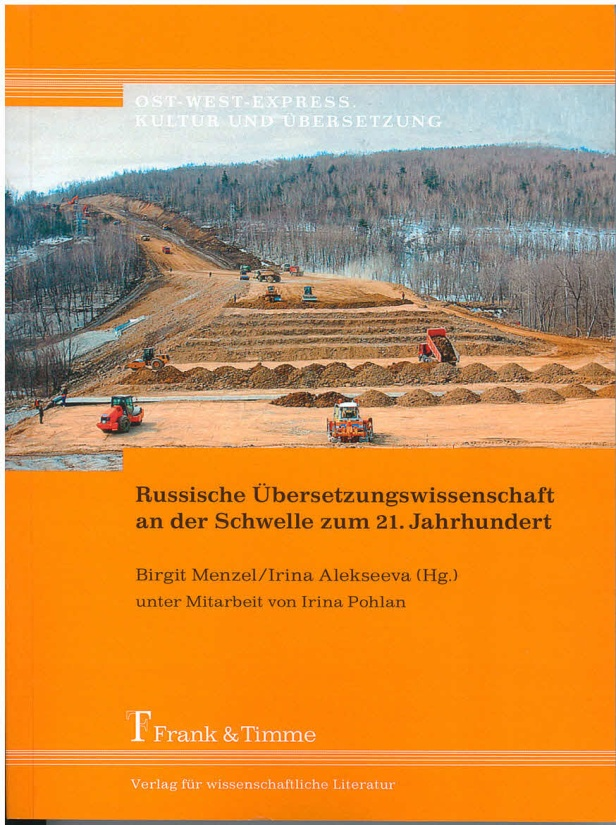 OST-WEST-EXPRESS.
KULTUR UND ÜBERSETZUNG
Russische Übersetzungswissenschaft
an der Schwelle zum 21. Jahrhundert
Birgit Menzel/Irina Alekseeva (Hg.)
unter Mitarbeit von Irina Pohlan
F Frank & Timme
Verlag für wissenschaftliche Literatur